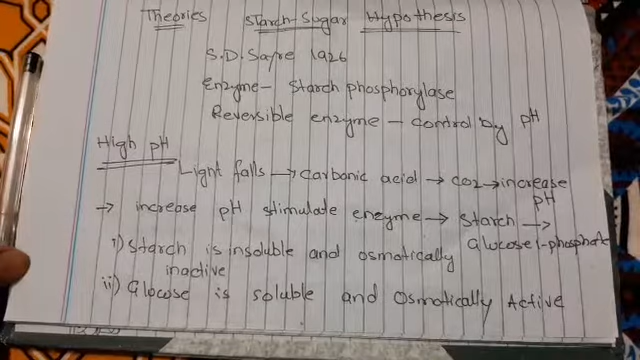 Theories Starch-Sugar Hypothesis
S.D. Sapre 1926
Enzyme - Starch phosphorylase
Reversible enzyme - control by pH
High pH
Light falls → carbonic acid → CO2 → increase pH
→ increase pH stimulate enzyme → Starch → Glucose 1-phosphate
i) Starch is insoluble and osmotically inactive
ii) Glocose is soluble and Osmotically Active